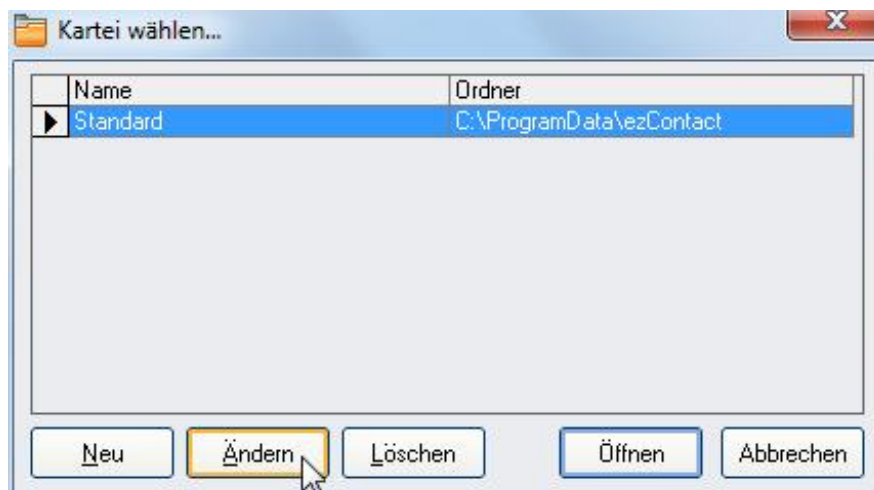 Kartei wählen...
Name Ordner
Standard C:\ProgramData\ezContact
Neu Ändern Löschen Öffnen Abbrechen